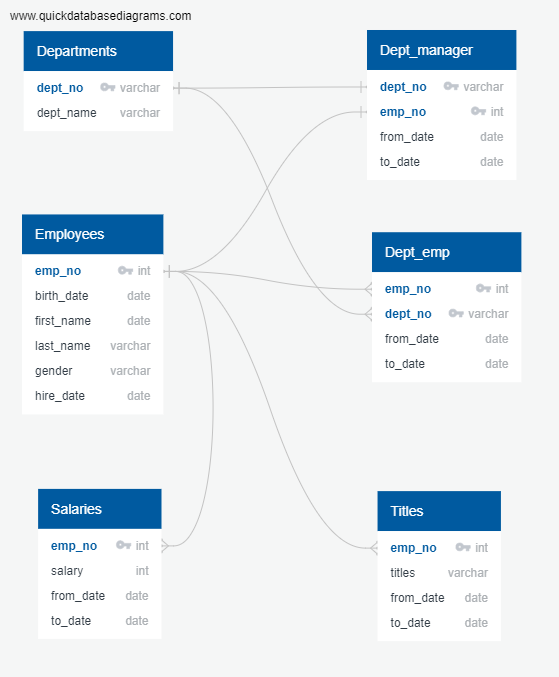 www.quickdatabasediagrams.com
Departments
dept_no varchar
dept_name varchar
Dept_manager
dept_no varchar
emp_no int
from_date date
to_date date
Employees
emp_no int
birth_date date
first_name date
last_name varchar
gender varchar
hire_date date
Dept_emp
emp_no int
dept_no varchar
from_date date
to_date date
Salaries
emp_no int
salary int
from_date date
to_date date
Titles
emp_no int
titles varchar
from_date date
to_date date